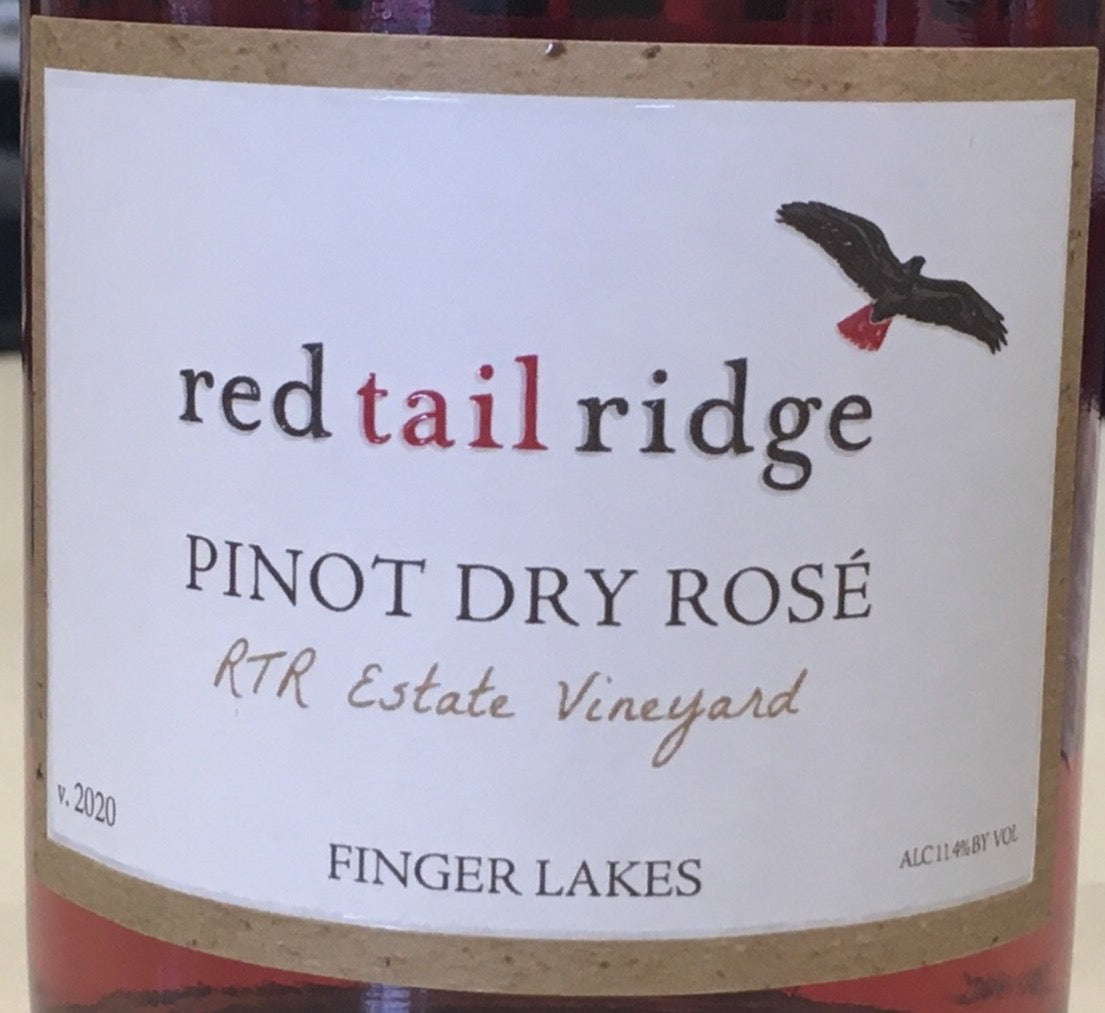 red tail ridge
PINOT DRY ROSÉ
RTR Estate Vineyard
v. 2020
FINGER LAKES
ALC 11.4% BY VOL